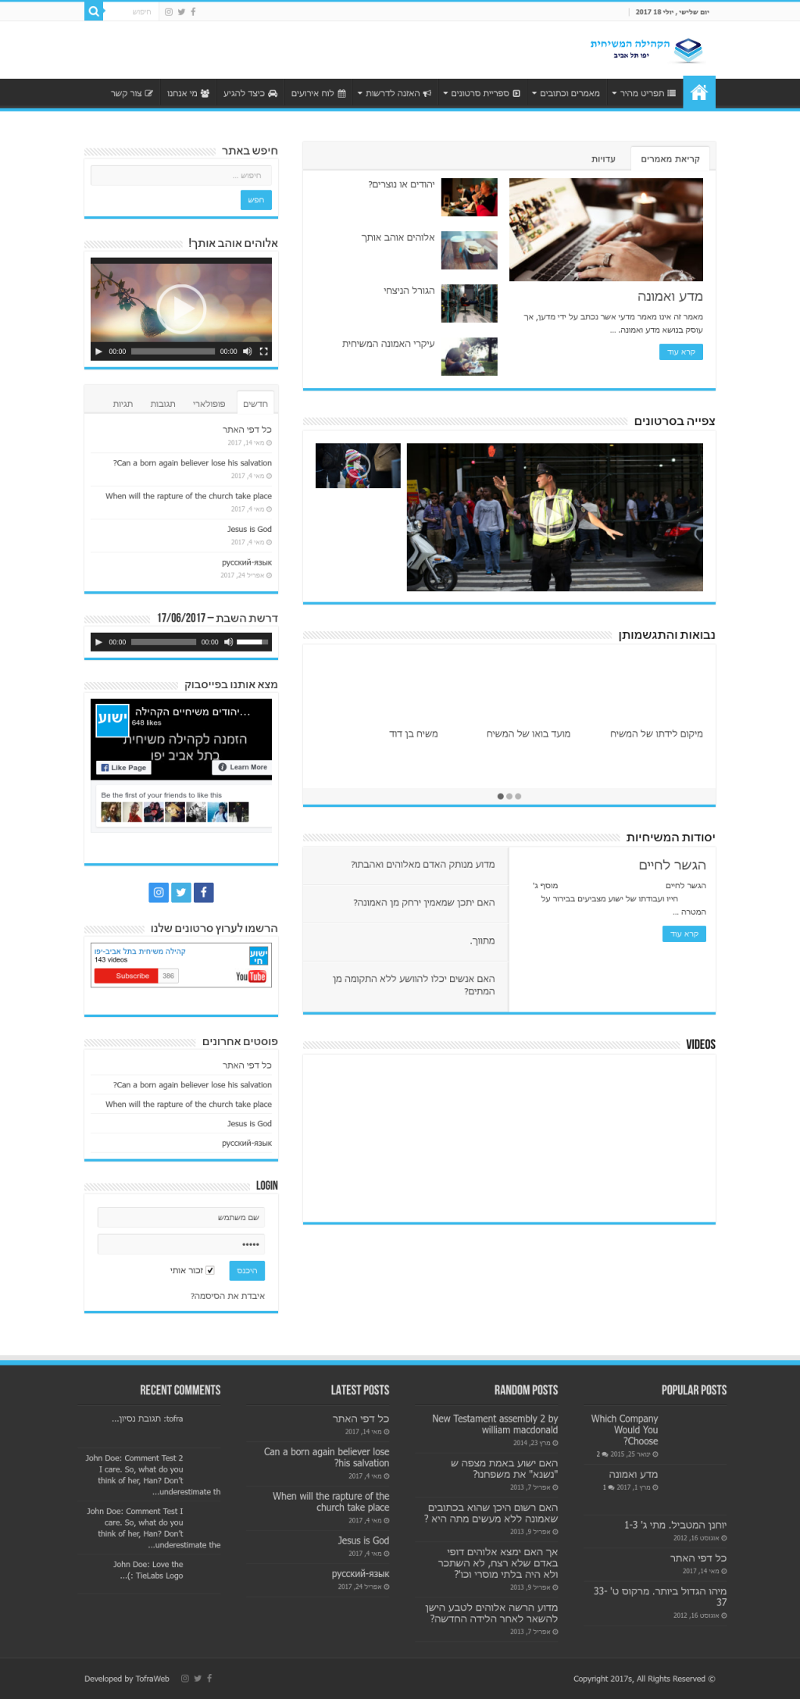 יום שלישי , יולי 18 2017
חיפוש
הקהילה המשיחית
יפו תל אביב
תפריט מהיר
מאמרים וכתובים
ספריית סרטונים
האזנה לדרשות
לוח אירועים
כיצד להגיע
מי אנחנו
צור קשר
קריאת מאמרים
עדויות
מדע ואמונה
מאמר זה אינו מאמר מדעי אשר נכתב על ידי מדען, אך
עוסק בנושא מדע ואמונה. ...
קרא עוד
יהודים או נוצרים?
אלוהים אוהב אותך
הגורל הניצחי
עיקרי האמונה המשיחית
צפייה בסרטונים
נבואות והתגשמותן
מיקום לידתו של המשיח
מועד בואו של המשיח
משיח בן דוד
יסודות המשיחיות
הגשר לחיים
הגשר לחיים מוסף ג'
חייו ועבודתו של ישוע מצביעים בבירור על
המטרה ...
קרא עוד
מדוע מנותק האדם מאלוהים ואהבתו?
האם יתכן שמאמין ירחק מן האמונה?
מתווך.
האם אנשים יכלו להוושע ללא התקומה מן
המתים?
VIDEOS
חיפש באתר
חיפוש ...
חפש
אלוהים אוהב אותך!
00:00 00:00
חדשים
פופולארי
תגובות
תגיות
כל דפי האתר
מאי 14, 2017
Can a born again believer lose his salvation?
מאי 4, 2017
When will the rapture of the church take place
מאי 4, 2017
Jesus is God
מאי 4, 2017
русский-язык
אפריל 24, 2017
דרשת השבת – 17/06/2017
00:00 00:00
מצא אותנו בפייסבוק
ישוע
יהודים משיחיים הקהילה...
648 likes
הזמנה לקהילה משיחית
בתל אביב יפו
Like Page
Learn More
Be the first of your friends to like this
הרשמו לערוץ סרטונים שלנו
קהילה משיחית בתל אביב-יפו
143 videos
ישוע
חי
Subscribe
386
YouTube
פוסטים אחרונים
כל דפי האתר
Can a born again believer lose his salvation?
When will the rapture of the church take place
Jesus is God
русский-язык
LOGIN
שם משתמש
•••••
היכנס
זכור אותי
איבדת את הסיסמה?
POPULAR POSTS
Which Company
Would You
Choose?
ינואר 25, 2015 2
מדע ואמונה
מרץ 1, 2017 1
יוחנן המטביל. מתי ג' 1-3
אוגוסט 16, 2012
כל דפי האתר
מאי 14, 2017
מיהו הגדול ביותר. מרקוס ט' 33-
37
אוגוסט 16, 2012
RANDOM POSTS
New Testament assembly 2 by
william macdonald
מרץ 23, 2014
האם ישוע באמת מצפה ש
"נשנא" את משפחנו?
אפריל 7, 2013
האם רשום היכן שהוא בכתובים
שאמונה ללא מעשים מתה היא ?
אפריל 9, 2013
אך האם ימצא אלוהים דופי
באדם שלא רצח, לא השתכר
ולא היה בלתי מוסרי וכו'?
אפריל 9, 2013
מדוע הרשה אלוהים לטבע הישן
להשאר לאחר הלידה החדשה?
אפריל 7, 2013
LATEST POSTS
כל דפי האתר
מאי 14, 2017
Can a born again believer lose
his salvation?
מאי 4, 2017
When will the rapture of the
church take place
מאי 4, 2017
Jesus is God
מאי 4, 2017
русский-язык
אפריל 24, 2017
RECENT COMMENTS
tofra: תגובת נסיון...
John Doe: Comment Test 2
I care. So, what do you
think of her, Han? Don't
underestimate th...
John Doe: Comment Test I
care. So, what do you
think of her, Han? Don't
underestimate the...
John Doe: Love the
TieLabs Logo :)...
Developed by TofraWeb
Copyright 2017s, All Rights Reserved ©